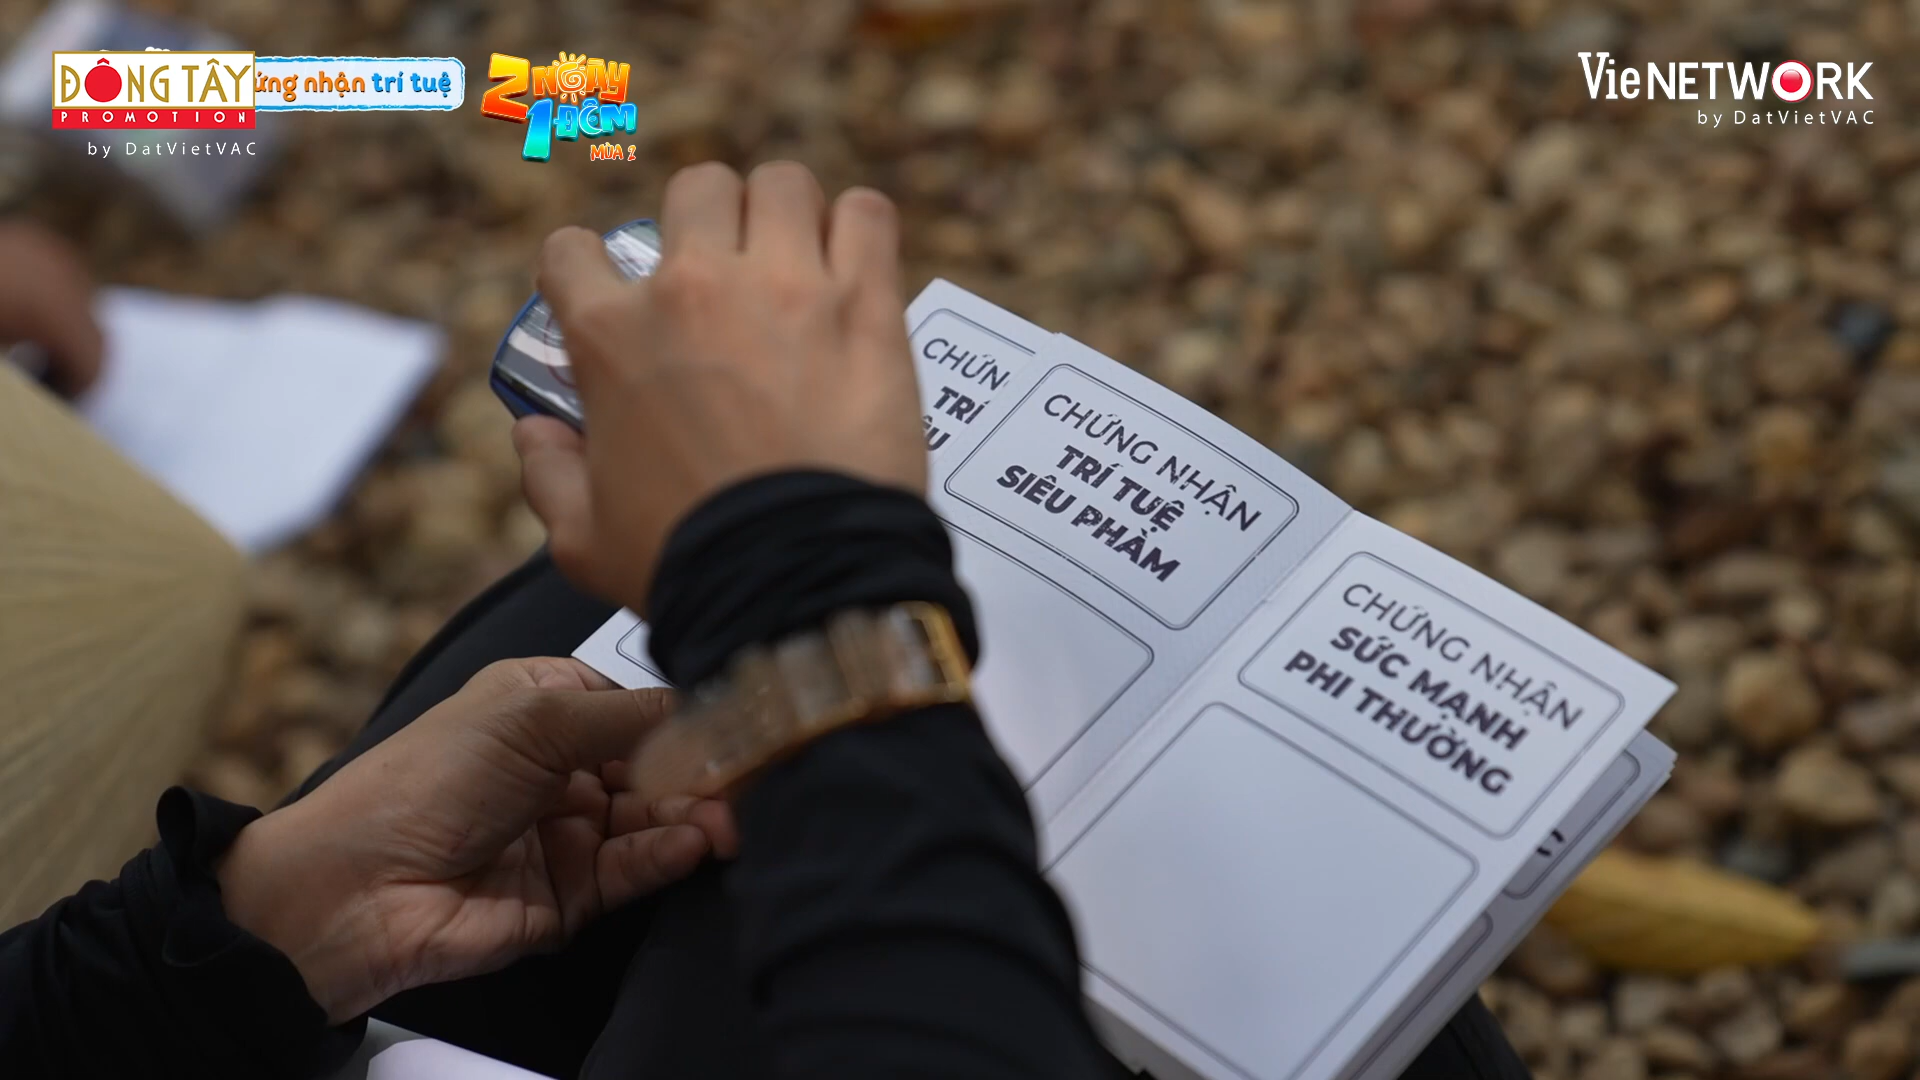 ĐÔNG TÂY
PROMOTION
by DatVietVAC
ứng nhận trí tuệ
2 NGÀY
1 ĐÊM
MÙA 2
VieNETWORK
by DatVietVAC
CHỨNG NHẬN
TRÍ TUỆ
SIÊU PHÀM
CHỨNG NHẬN
SỨC MẠNH
PHI THƯỜNG